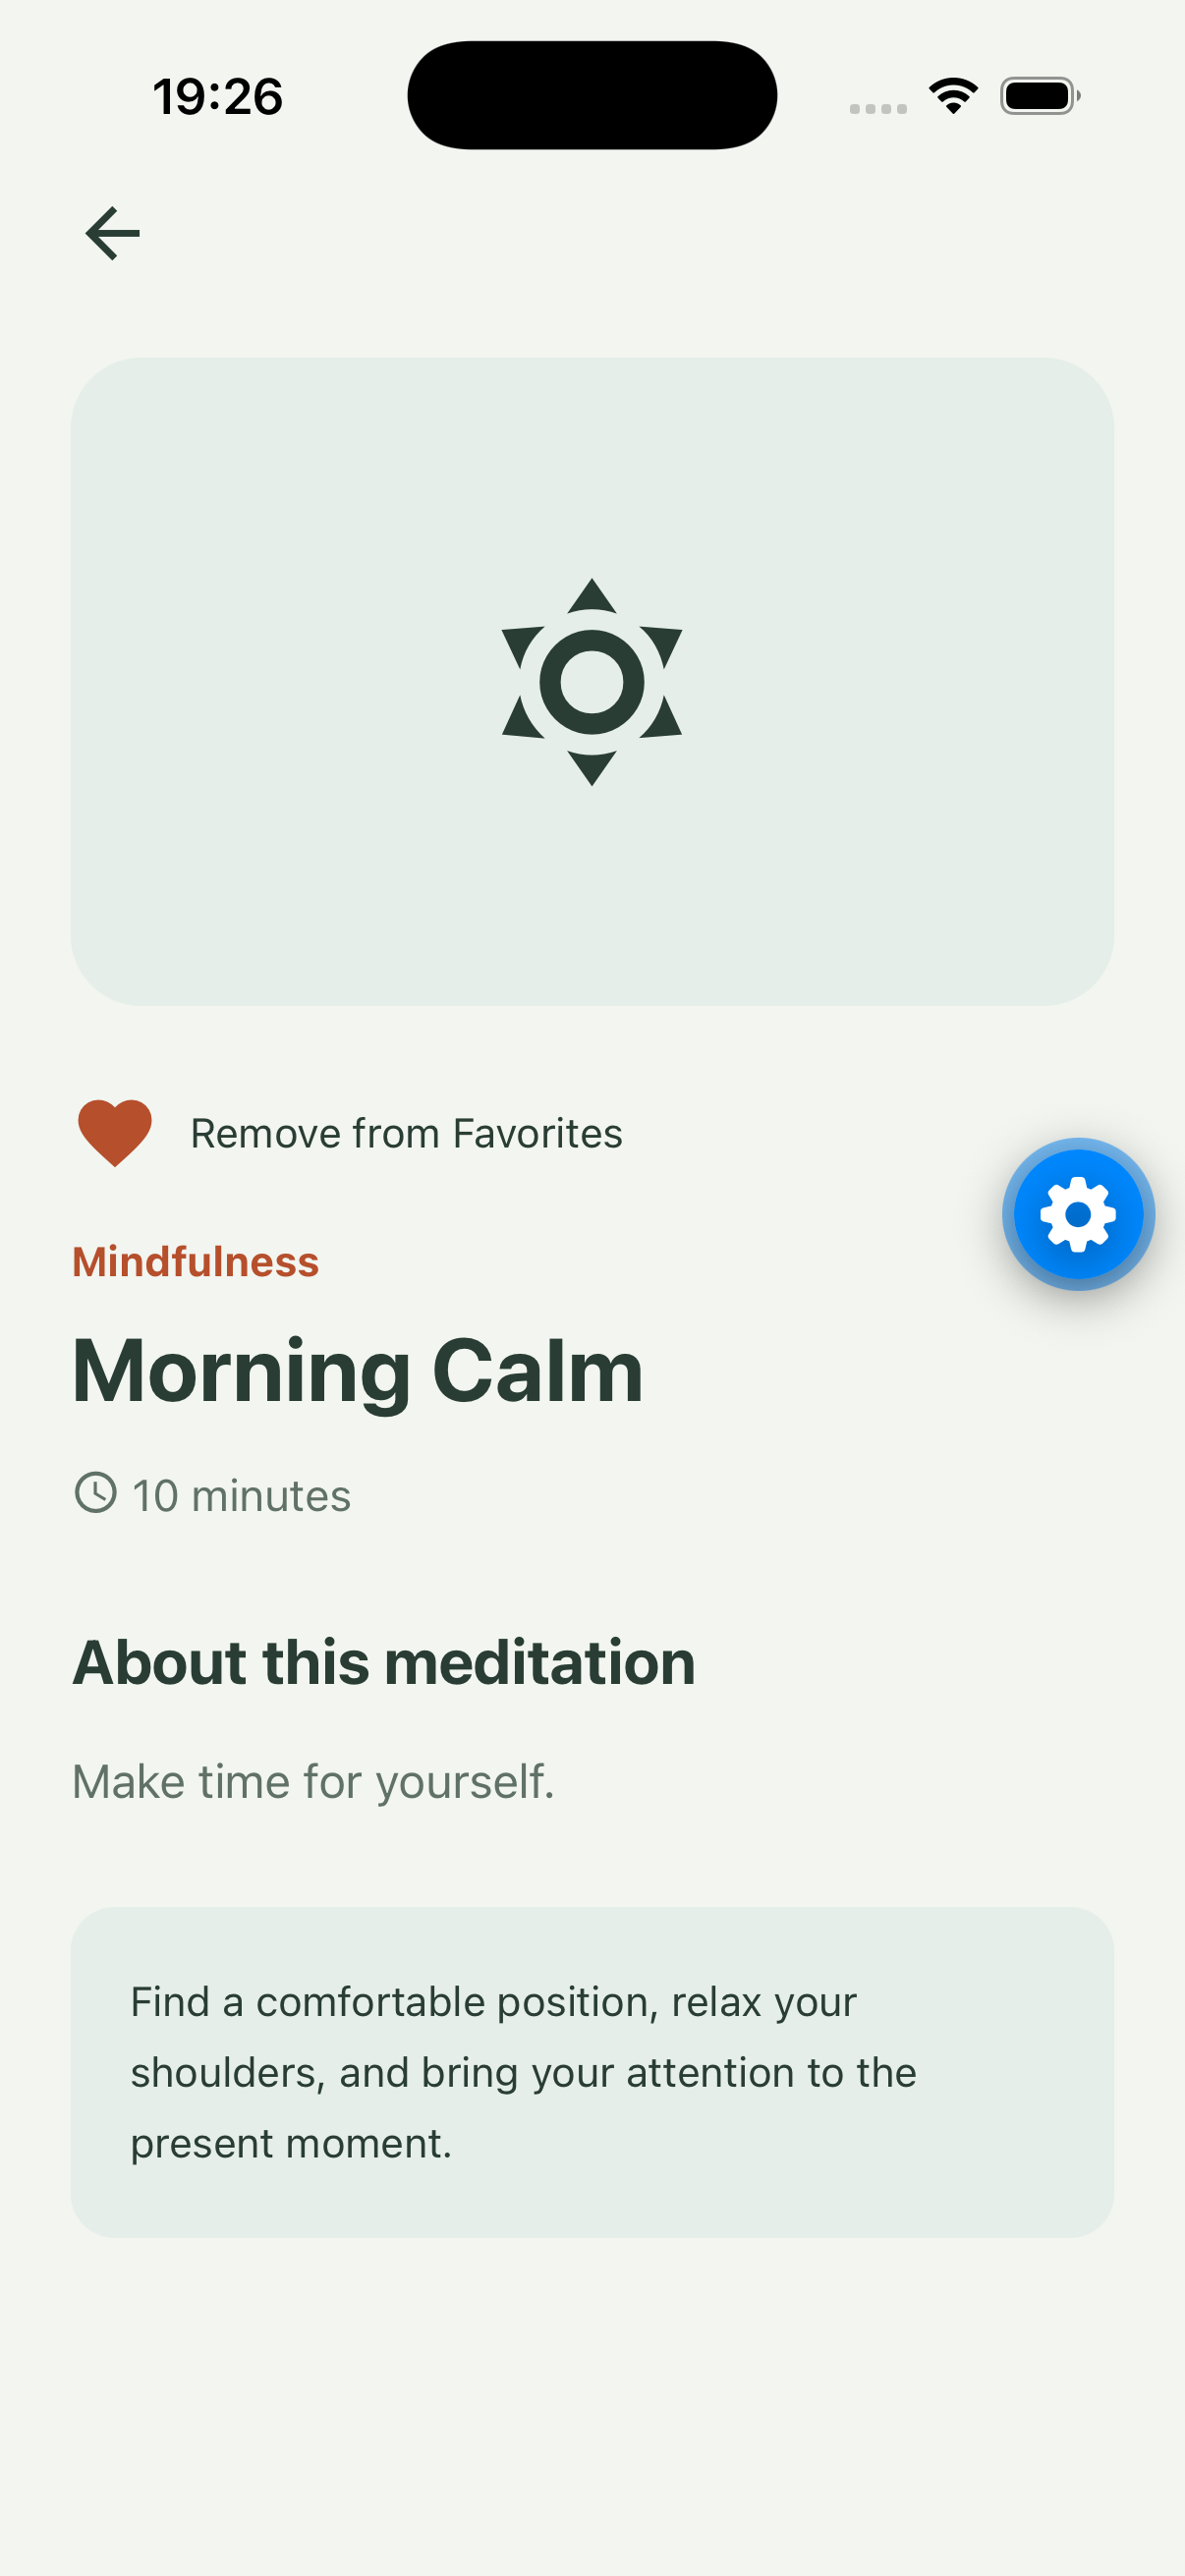 19:26
Remove from Favorites
Mindfulness
Morning Calm
10 minutes
About this meditation
Make time for yourself.
Find a comfortable position, relax your
shoulders, and bring your attention to the
present moment.